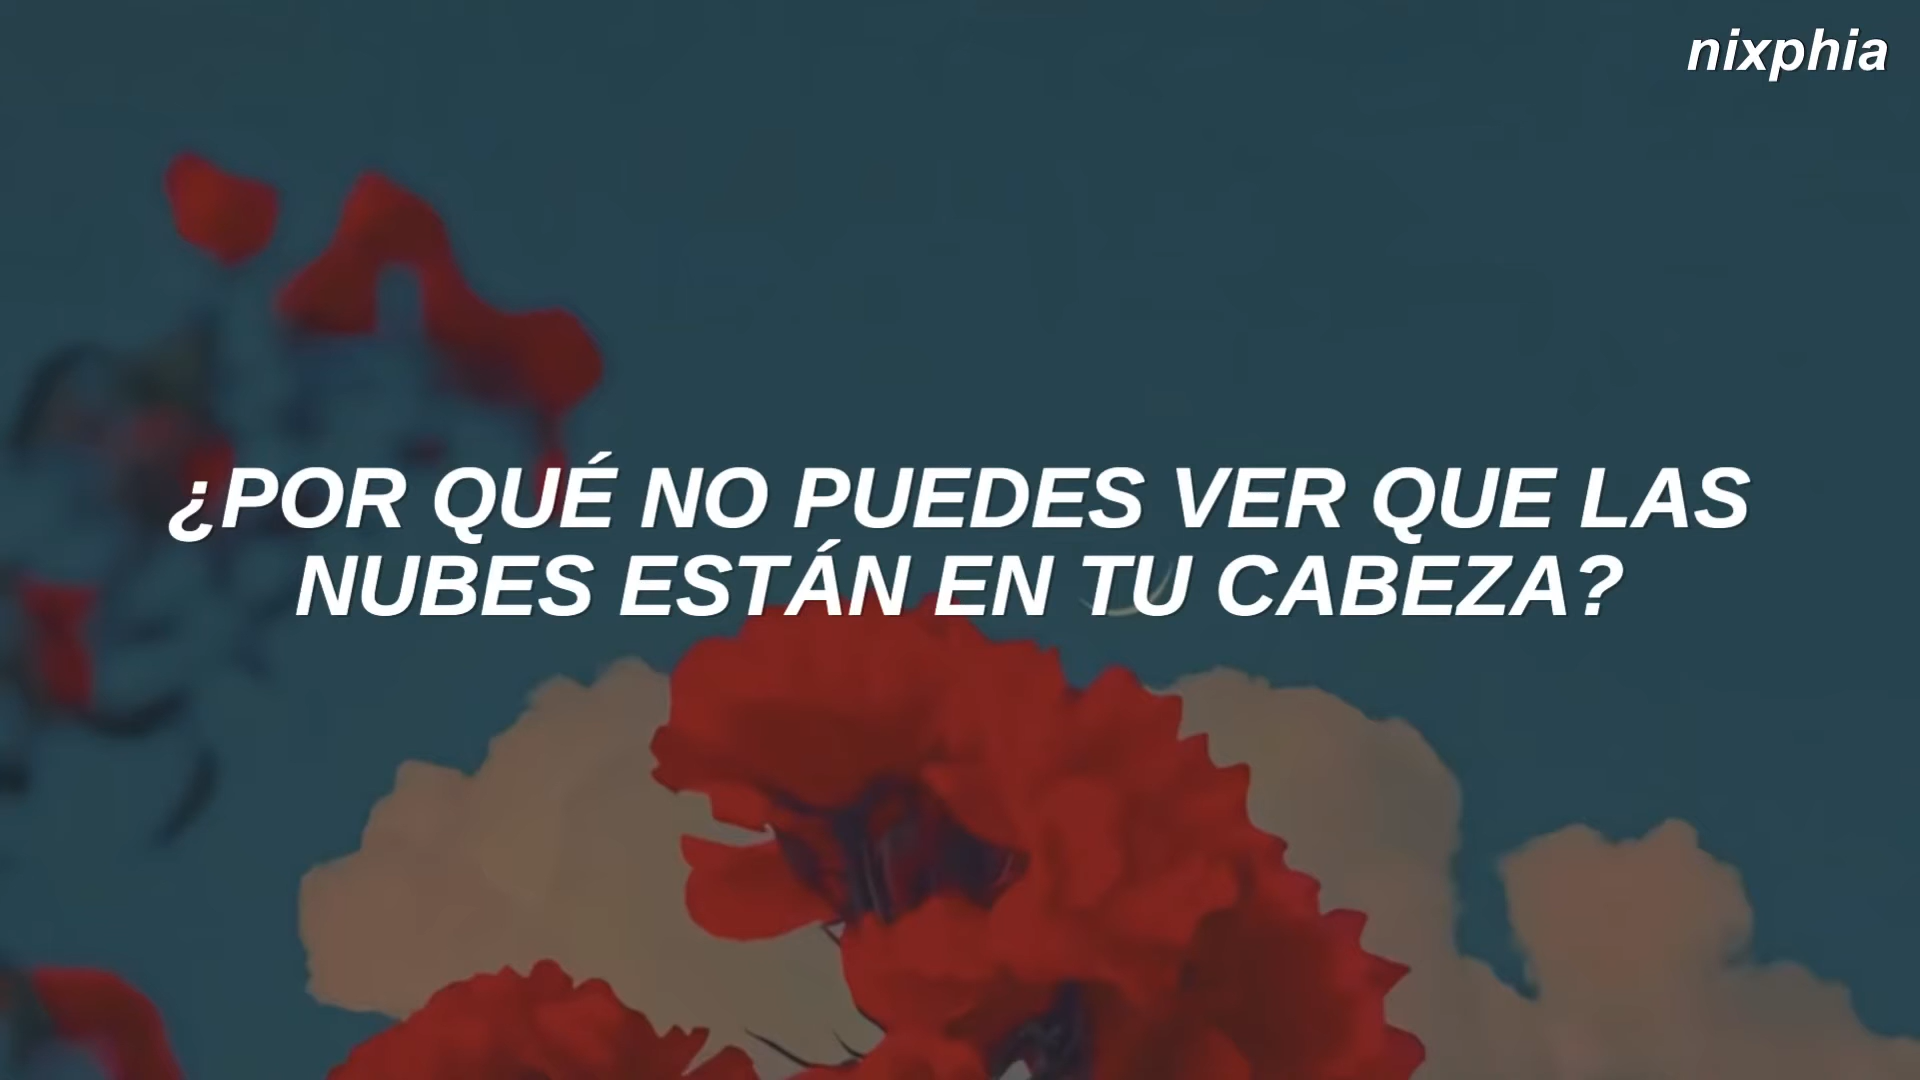 nixphia
¿POR QUÉ NO PUEDES VER QUE LAS
NUBES ESTÁN EN TU CABEZA?